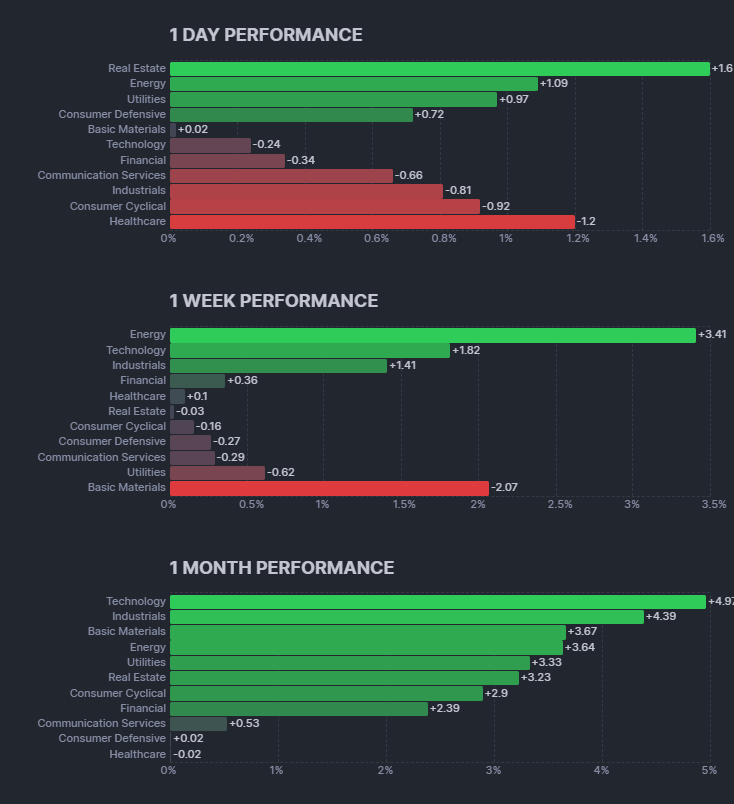 1 DAY PERFORMANCE
Real Estate +1.6
Energy +1.09
Utilities +0.97
Consumer Defensive +0.72
Basic Materials +0.02
Technology -0.24
Financial -0.34
Communication Services -0.66
Industrials -0.81
Consumer Cyclical -0.92
Healthcare -1.2
0% 0.2% 0.4% 0.6% 0.8% 1% 1.2% 1.4% 1.6%
1 WEEK PERFORMANCE
Energy +3.41
Technology +1.82
Industrials +1.41
Financial +0.36
Healthcare +0.1
Real Estate -0.03
Consumer Cyclical -0.16
Consumer Defensive -0.27
Communication Services -0.29
Utilities -0.62
Basic Materials -2.07
0% 0.5% 1% 1.5% 2% 2.5% 3% 3.5%
1 MONTH PERFORMANCE
Technology +4.97
Industrials +4.39
Basic Materials +3.67
Energy +3.64
Utilities +3.33
Real Estate +3.23
Consumer Cyclical +2.9
Financial +2.39
Communication Services +0.53
Consumer Defensive +0.02
Healthcare -0.02
0% 1% 2% 3% 4% 5%